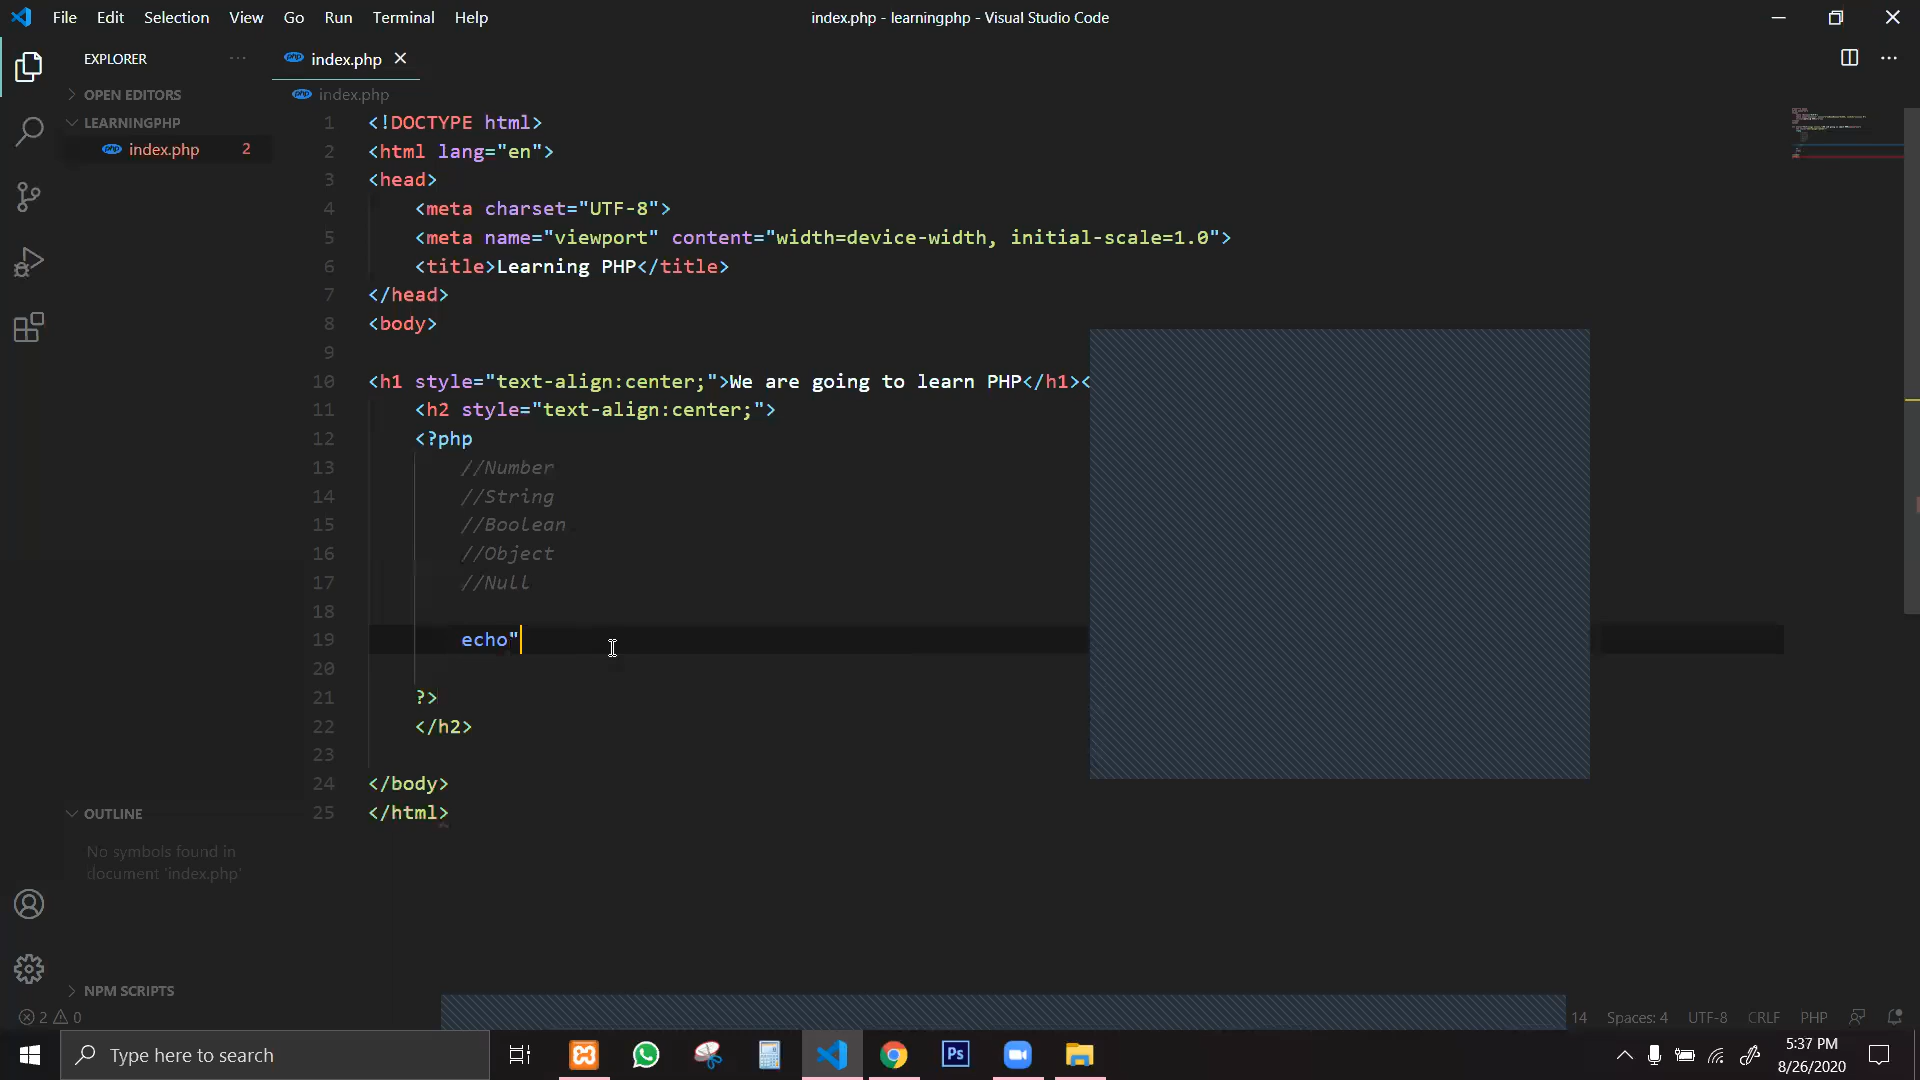 File Edit Selection View Go Run Terminal Help
index.php - learningphp - Visual Studio Code
EXPLORER ···
index.php
OPEN EDITORS
LEARNINGPHP
index.php 2
index.php
1 <!DOCTYPE html>
2 <html lang="en">
3 <head>
4 <meta charset="UTF-8">
5 <meta name="viewport" content="width=device-width, initial-scale=1.0">
6 <title>Learning PHP</title>
7 </head>
8 <body>
9
10 <h1 style="text-align:center;">We are going to learn PHP</h1><
11 <h2 style="text-align:center;">
12 <?php
13 //Number
14 //String
15 //Boolean
16 //Object
17 //Null
18
19 echo"
20
21 ?>
22 </h2>
23
24 </body>
25 </html>
OUTLINE
No symbols found in
document 'index.php'
NPM SCRIPTS
2 0
14 Spaces: 4 UTF-8 CRLF PHP
Type here to search
Ps
5:37 PM
8/26/2020